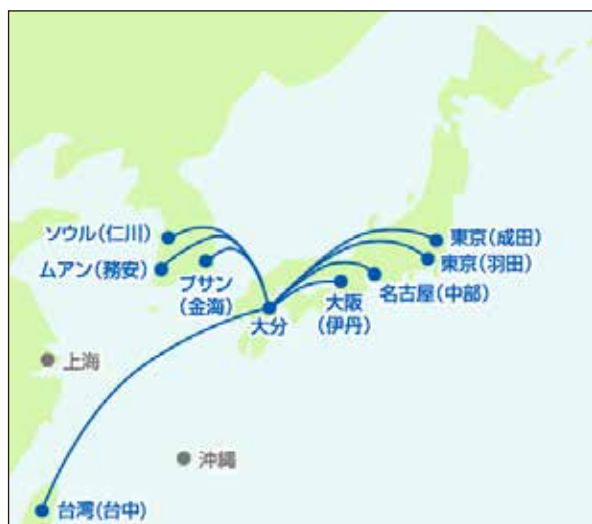 ソウル(仁川)
ムアン(務安)
プサン
(金海)
大分
大阪
(伊丹)
名古屋(中部)
東京(成田)
東京(羽田)
上海
沖縄
台湾(台中)